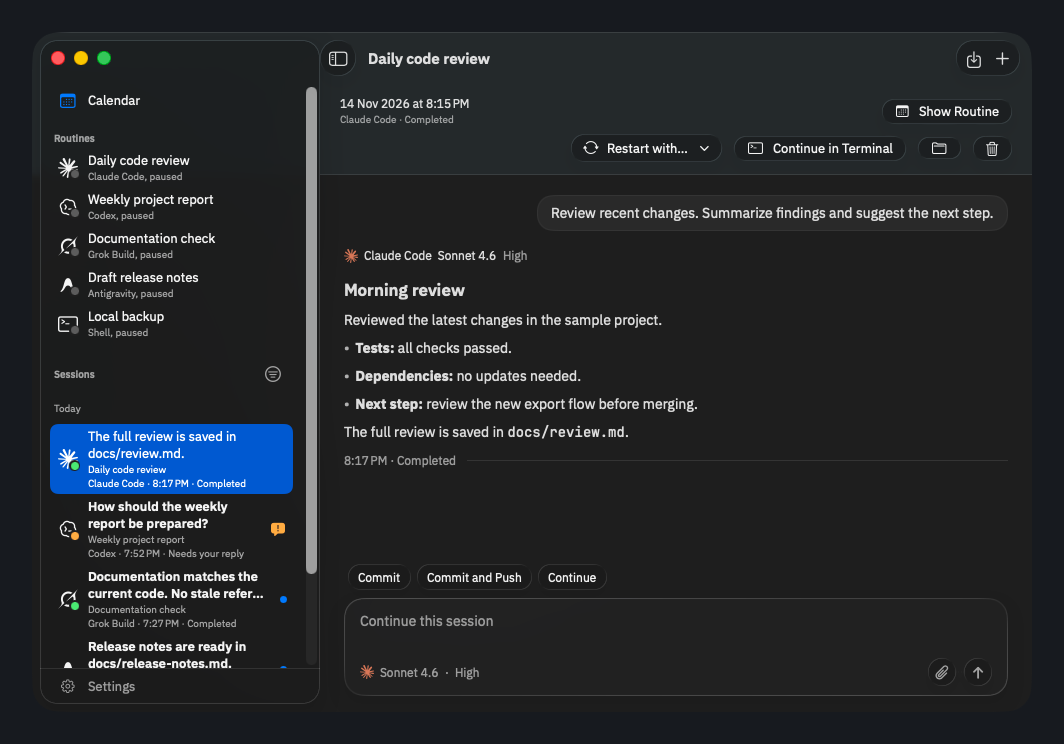 Calendar
Routines
Daily code review
Claude Code, paused
Weekly project report
Codex, paused
Documentation check
Grok Build, paused
Draft release notes
Antigravity, paused
Local backup
Shell, paused
Sessions
Today
The full review is saved in
docs/review.md.
Daily code review
Claude Code · 8:17 PM · Completed
How should the weekly
report be prepared?
Weekly project report
Codex · 7:52 PM · Needs your reply
Documentation matches the
current code. No stale refer...
Documentation check
Grok Build · 7:27 PM · Completed
Release notes are ready in
docs/release-notes.md.
Settings
Daily code review
14 Nov 2026 at 8:15 PM
Claude Code · Completed
Show Routine
Restart with...
Continue in Terminal
Review recent changes. Summarize findings and suggest the next step.
Claude Code Sonnet 4.6 High
Morning review
Reviewed the latest changes in the sample project.
• Tests: all checks passed.
• Dependencies: no updates needed.
• Next step: review the new export flow before merging.
The full review is saved in docs/review.md.
8:17 PM · Completed
Commit
Commit and Push
Continue
Continue this session
Sonnet 4.6 · High